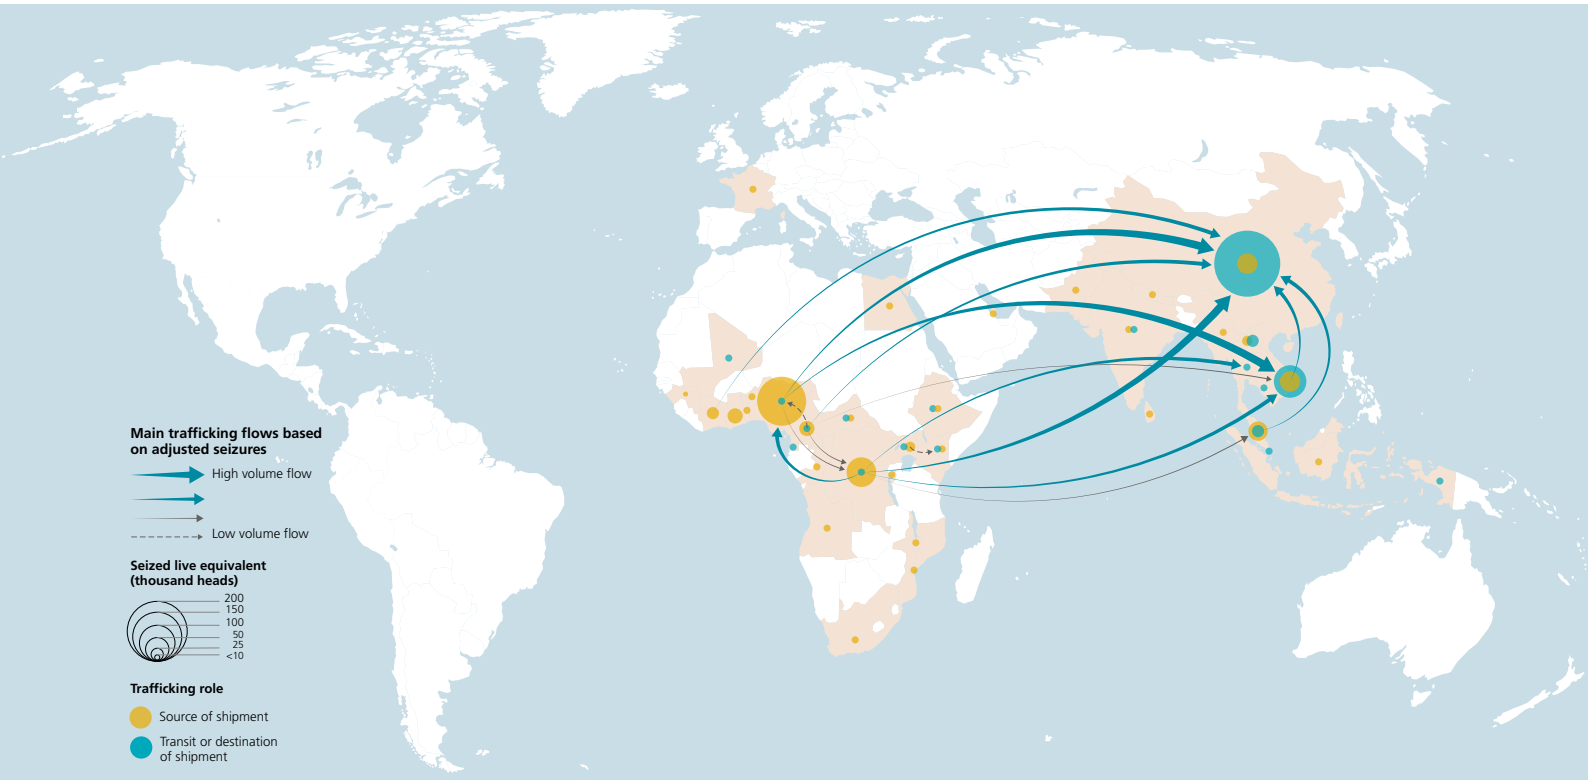 Main trafficking flows based
on adjusted seizures
High volume flow
Low volume flow
Seized live equivalent
(thousand heads)
200
150
100
50
25
<10
Trafficking role
Source of shipment
Transit or destination
of shipment